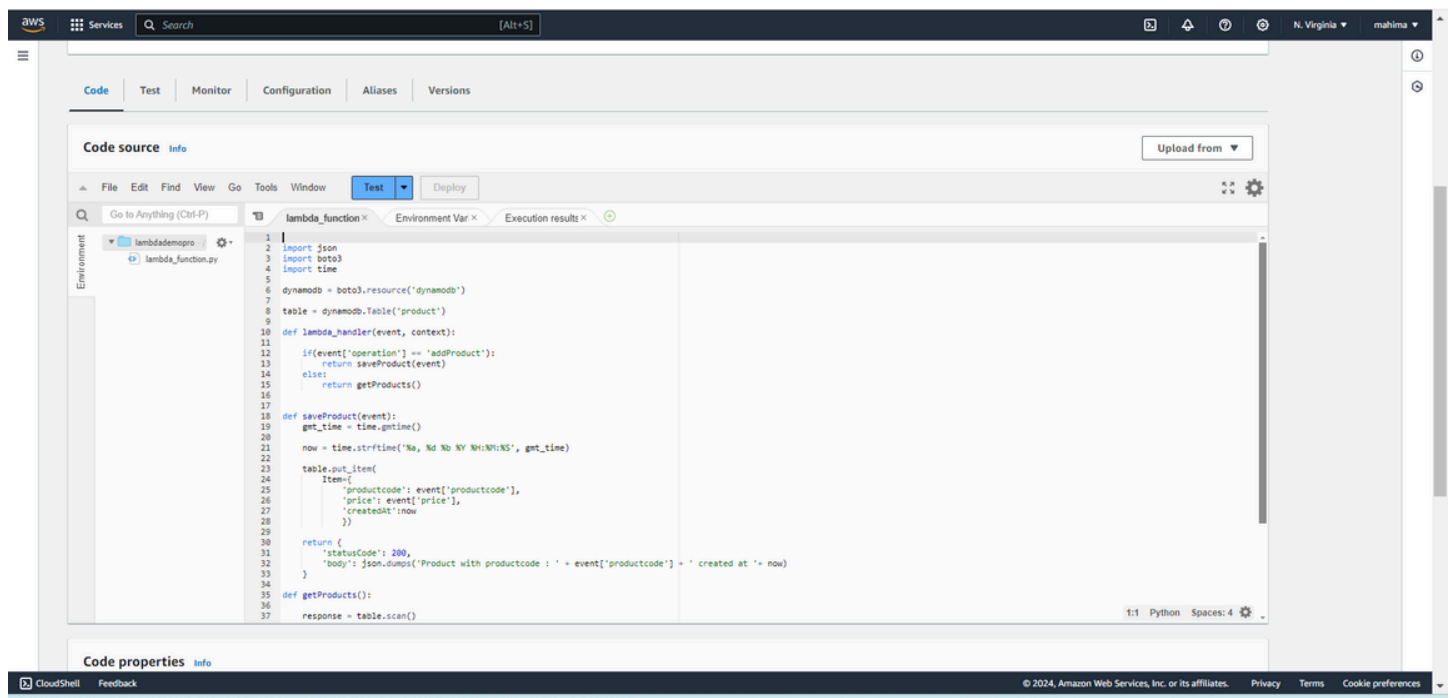 aws Services Search [Alt+S] N. Virginia mahima
Code Test Monitor Configuration Aliases Versions
Code source Info Upload from
File Edit Find View Go Tools Window Test Deploy
Go to Anything (Ctrl-P) lambda_function Environment Var Execution results
Environment
lambdademopro
lambda_function.py
1
2 import json
3 import boto3
4 import time
5
6 dynamodb = boto3.resource('dynamodb')
7
8 table = dynamodb.Table('product')
9
10 def lambda_handler(event, context):
11
12 if(event['operation'] == 'addProduct'):
13 return saveProduct(event)
14 else:
15 return getProducts()
16
17
18 def saveProduct(event):
19 gmt_time = time.gmtime()
20
21 now = time.strftime('%a, %d %b %Y %H:%M:%S', gmt_time)
22
23 table.put_item(
24 Item={
25 'productcode': event['productcode'],
26 'price': event['price'],
27 'createdAt':now
28 })
29
30 return {
31 'statusCode': 200,
32 'body': json.dumps('Product with productcode : ' + event['productcode'] + ' created at '+ now)
33 }
34
35 def getProducts():
36
37 response = table.scan()
1:1 Python Spaces: 4
Code properties Info
CloudShell Feedback © 2024, Amazon Web Services, Inc. or its affiliates. Privacy Terms Cookie preferences